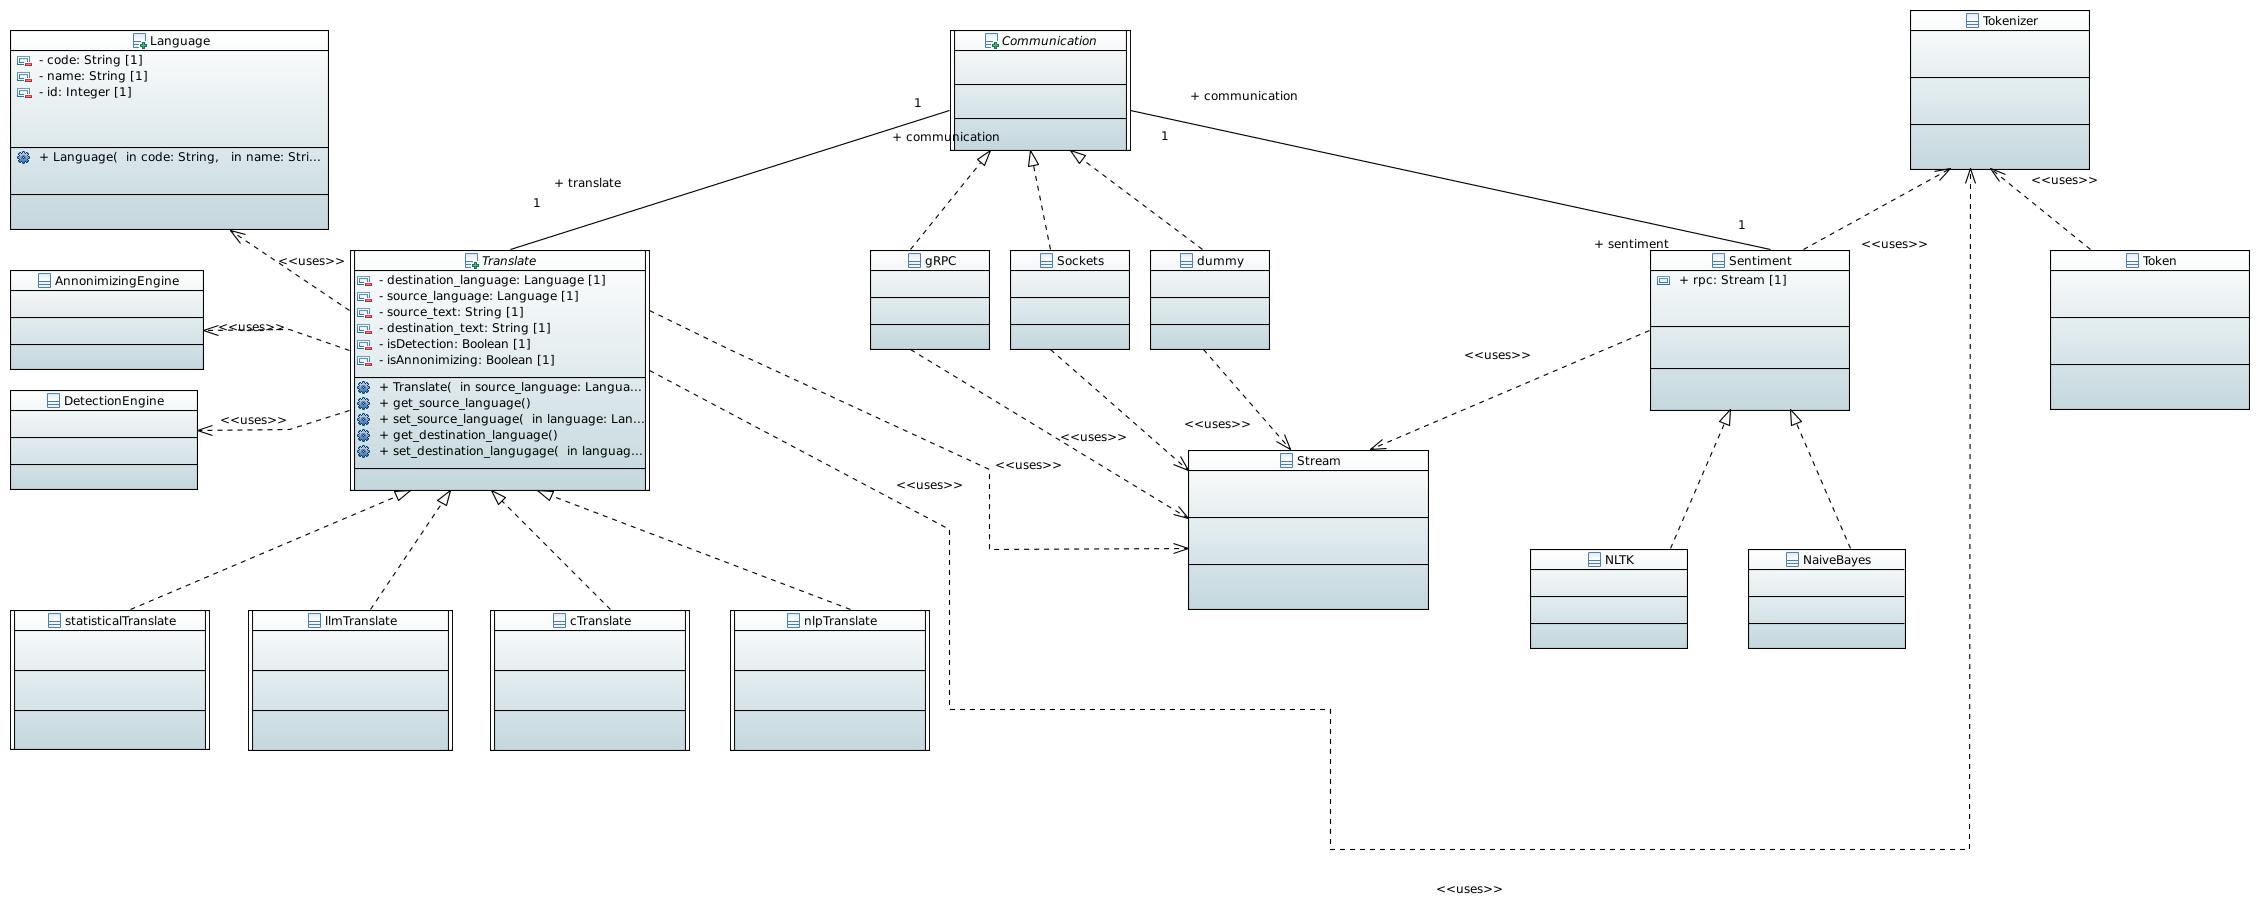 Language
- code: String [1]
- name: String [1]
- id: Integer [1]
+ Language(  in code: String,   in name: Stri...
Communication
Tokenizer
1
+ communication
+ communication
1
+ translate
1
1
+ sentiment
<<uses>>
<<uses>>
<<uses>>
AnnonimizingEngine
<<uses>>
DetectionEngine
<<uses>>
Translate
- destination_language: Language [1]
- source_language: Language [1]
- source_text: String [1]
- destination_text: String [1]
- isDetection: Boolean [1]
- isAnnonimizing: Boolean [1]
+ Translate(  in source_language: Langua...
+ get_source_language()
+ set_source_language(  in language: Lan...
+ get_destination_language()
+ set_destination_langugage(  in languag...
gRPC
Sockets
dummy
Sentiment
+ rpc: Stream [1]
Token
<<uses>>
<<uses>>
<<uses>>
<<uses>>
<<uses>>
Stream
NLTK
NaiveBayes
statisticalTranslate
llmTranslate
cTranslate
nlpTranslate
<<uses>>
<<uses>>